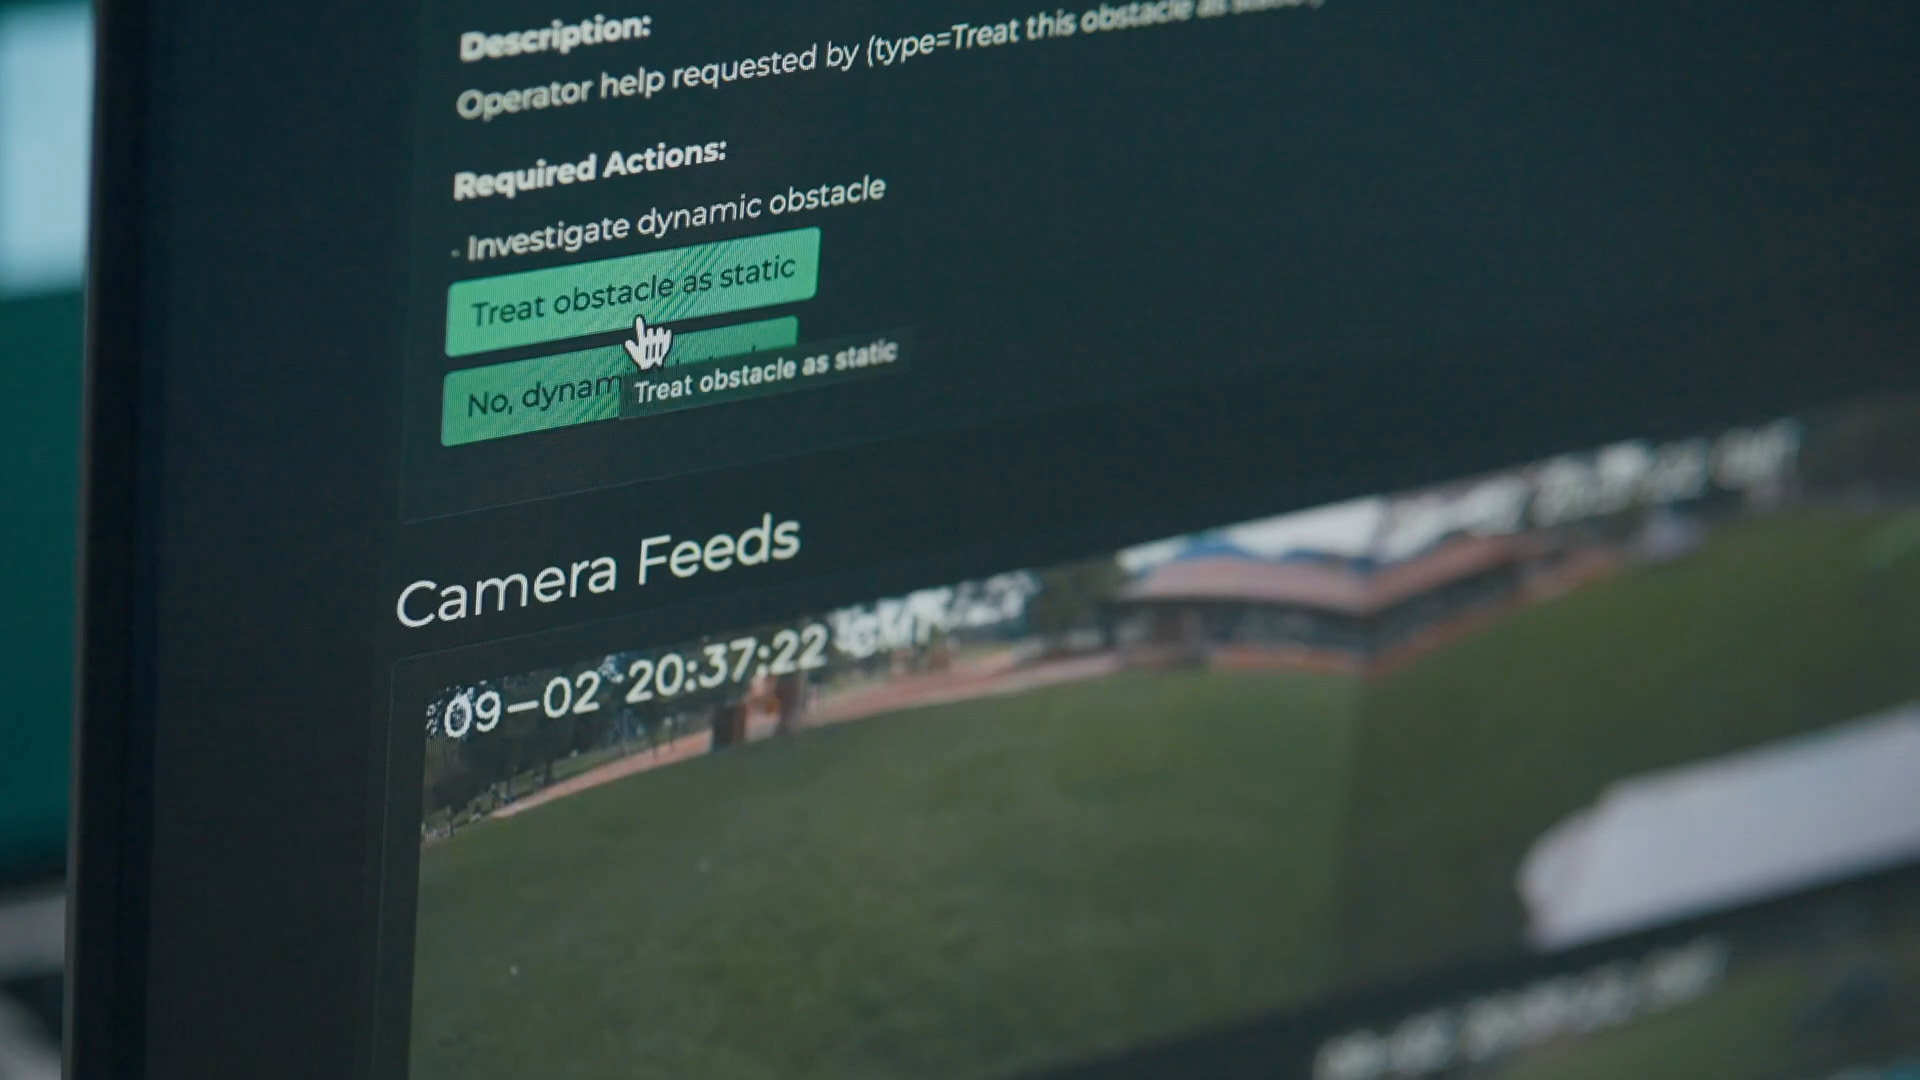 Description:
Operator help requested by (type=Treat this obstacle as
Required Actions:
- Investigate dynamic obstacle
Treat obstacle as static
No, dynam
Treat obstacle as static
Camera Feeds
09-02 20:37:22